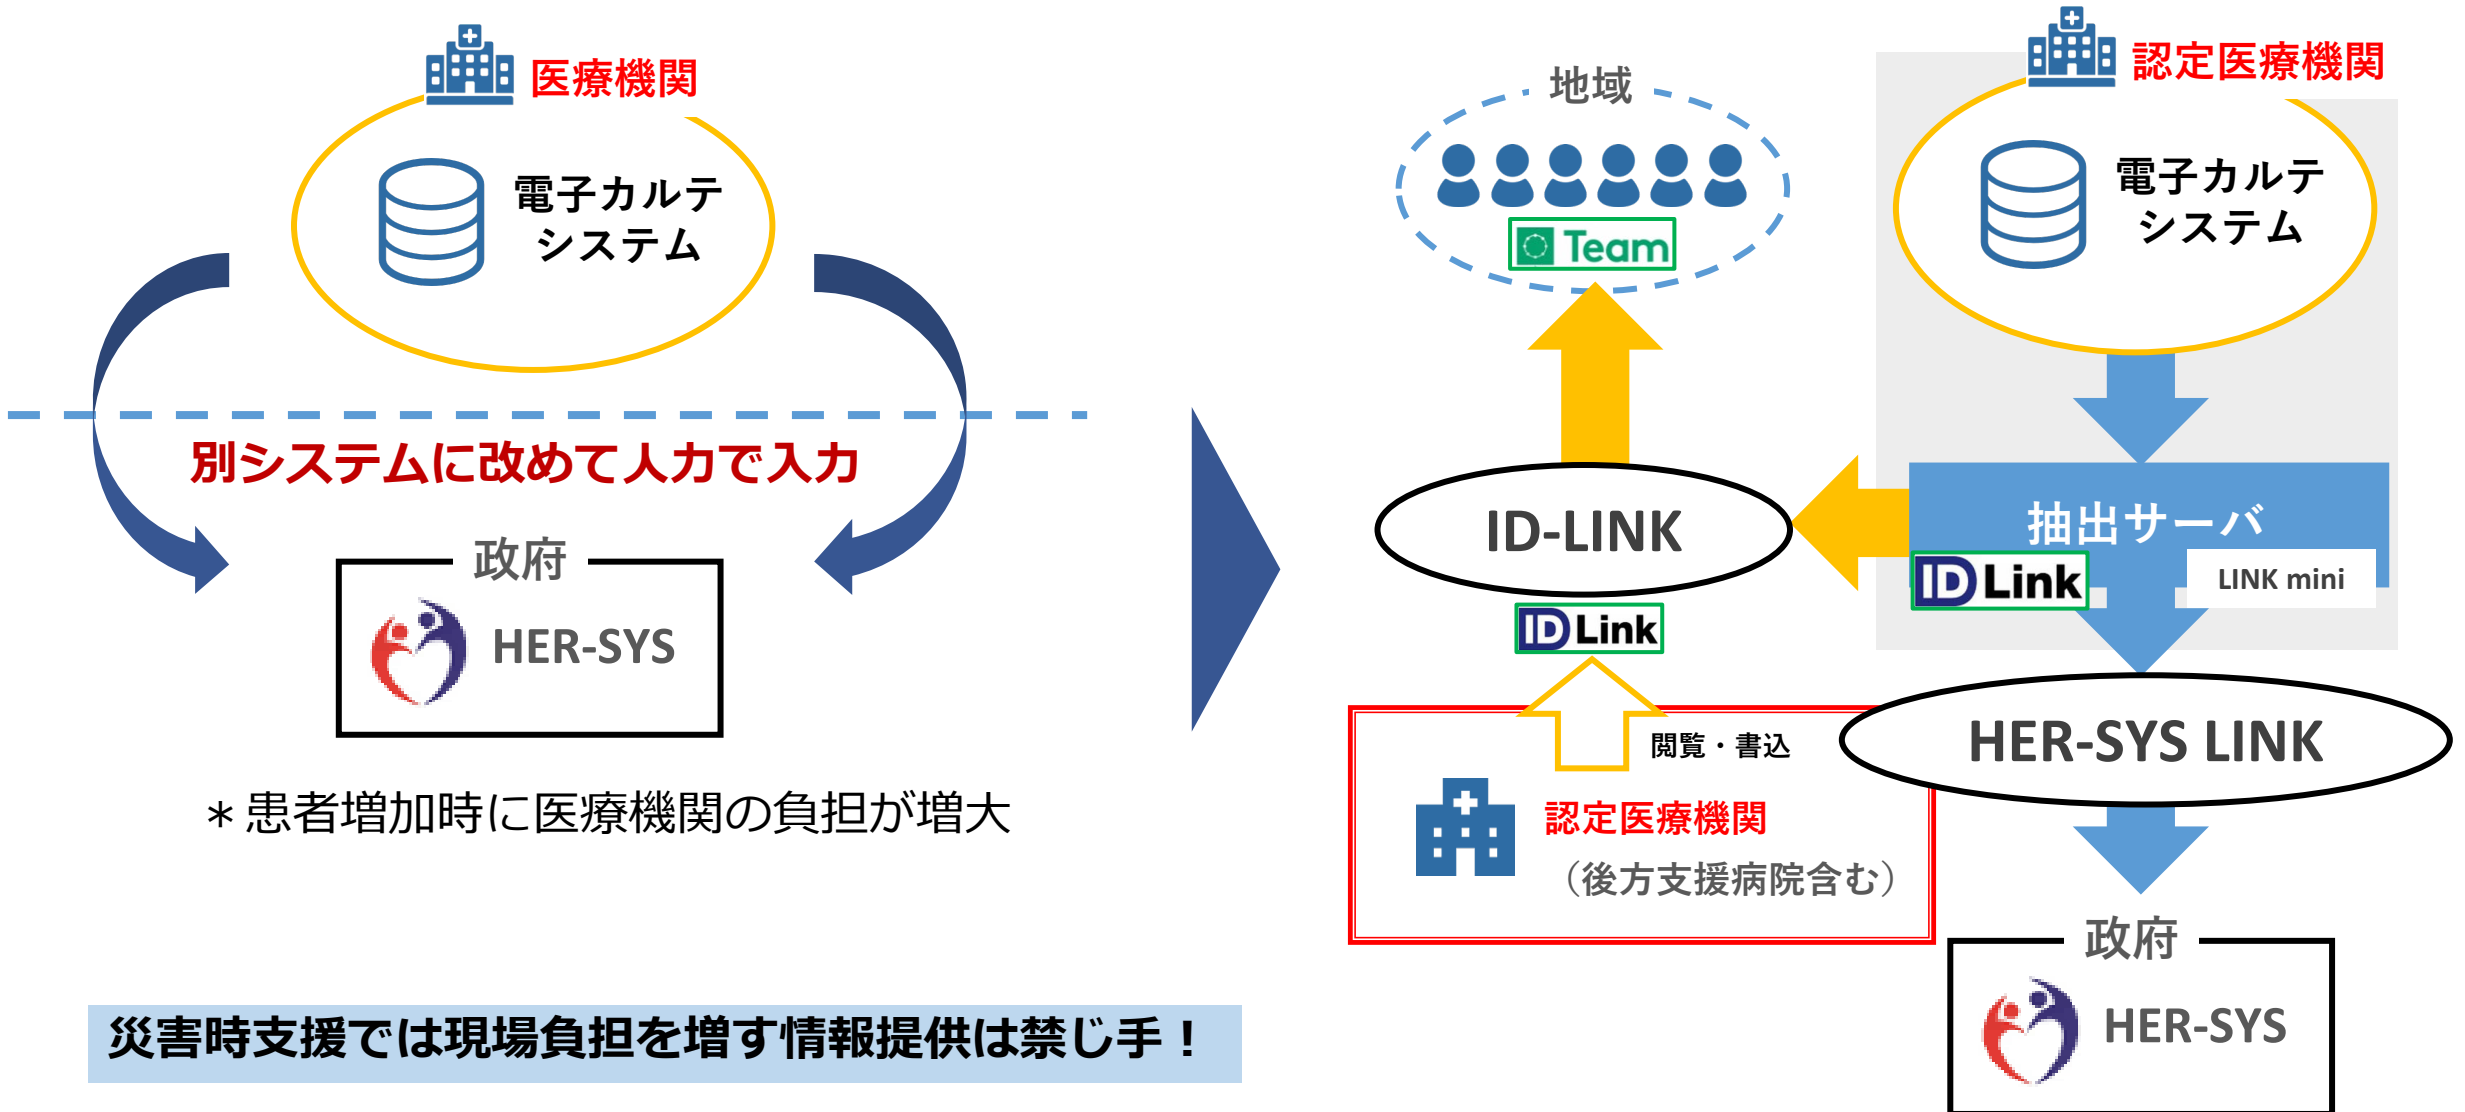 医療機関
電子カルテ
システム
別システムに改めて人力で入力
政府
HER-SYS
＊患者増加時に医療機関の負担が増大
災害時支援では現場負担を増す情報提供は禁じ手！
地域
Team
ID-LINK
ID Link
閲覧・書込
認定医療機関
（後方支援病院含む）
認定医療機関
電子カルテ
システム
抽出サーバ
ID Link
LINK mini
HER-SYS LINK
政府
HER-SYS